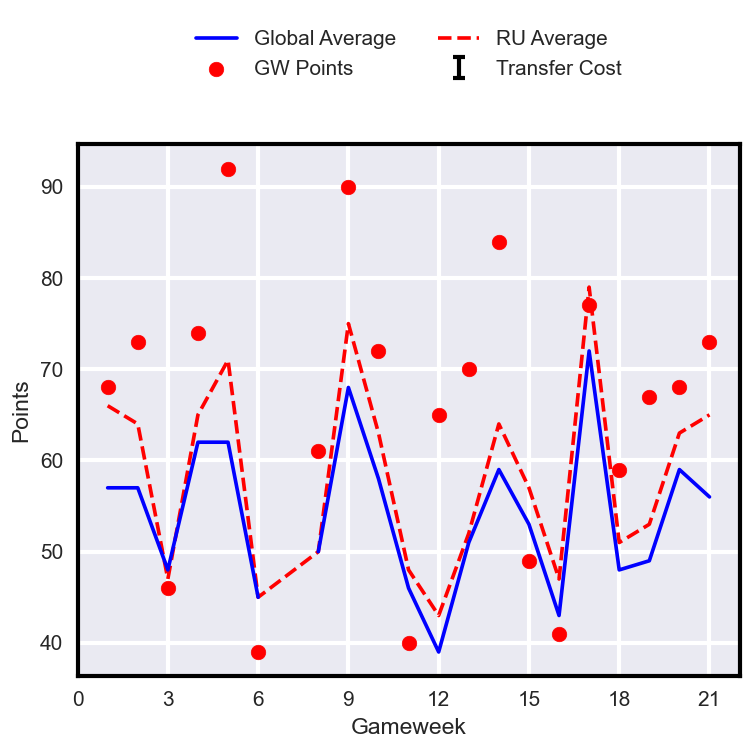 Global Average
RU Average
GW Points
Transfer Cost
90
80
70
60
50
40
Points
0 3 6 9 12 15 18 21
Gameweek